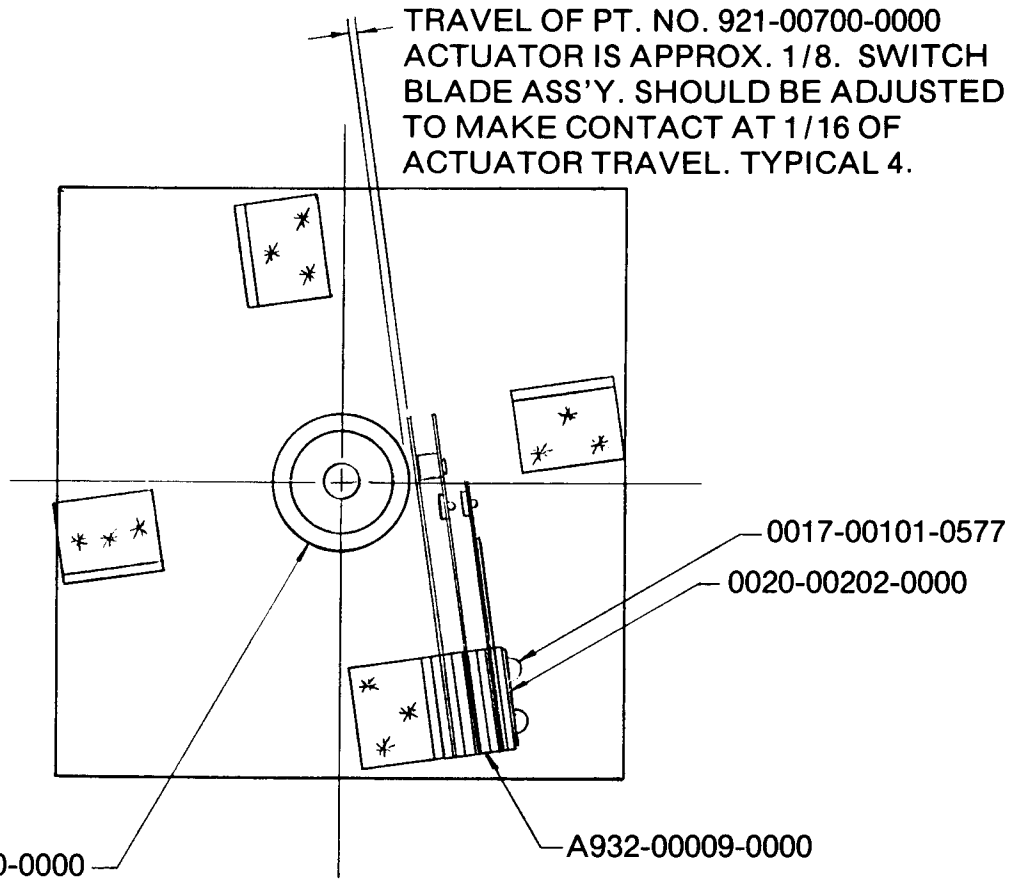 TRAVEL OF PT. NO. 921-00700-0000
ACTUATOR IS APPROX. 1/8. SWITCH
BLADE ASS'Y. SHOULD BE ADJUSTED
TO MAKE CONTACT AT 1/16 OF
ACTUATOR TRAVEL. TYPICAL 4.
0017-00101-0577
0020-00202-0000
A932-00009-0000
0-0000